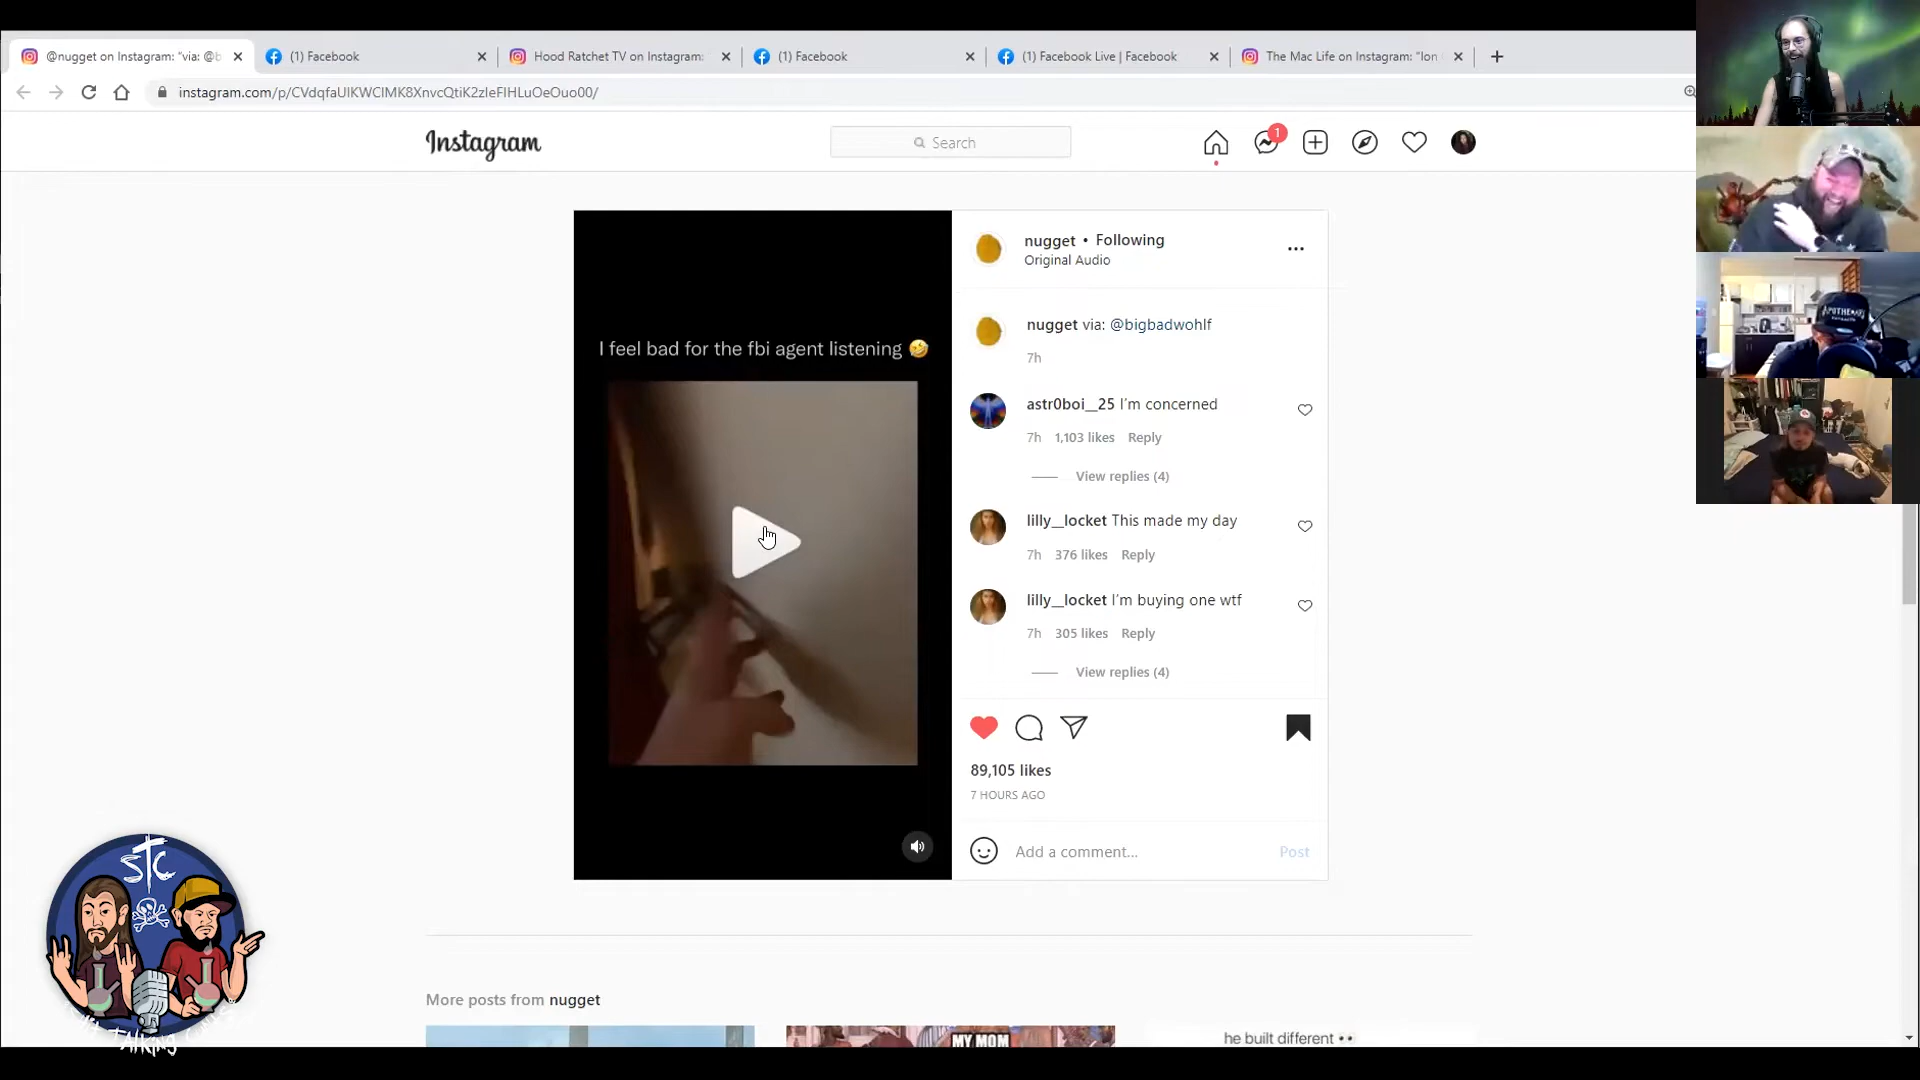 @nugget on Instagram: "via: @b
(1) Facebook
Hood Ratchet TV on Instagram:
(1) Facebook
(1) Facebook Live | Facebook
The Mac Life on Instagram: "Ion
instagram.com/p/CVdqfaUlKWClMK8XnvcQtiK2zleFlHLuOeOuo00/
Instagram
Search
1
nugget • Following
Original Audio
I feel bad for the fbi agent listening 🤣
nugget via: @bigbadwohlf
7h
astr0boi__25 I'm concerned
7h 1,103 likes Reply
View replies (4)
lilly__locket This made my day
7h 376 likes Reply
lilly__locket I'm buying one wtf
7h 305 likes Reply
View replies (4)
89,105 likes
7 HOURS AGO
Add a comment...
Post
More posts from nugget
MY MOM
he built different 👀
STC
APOTHECARY